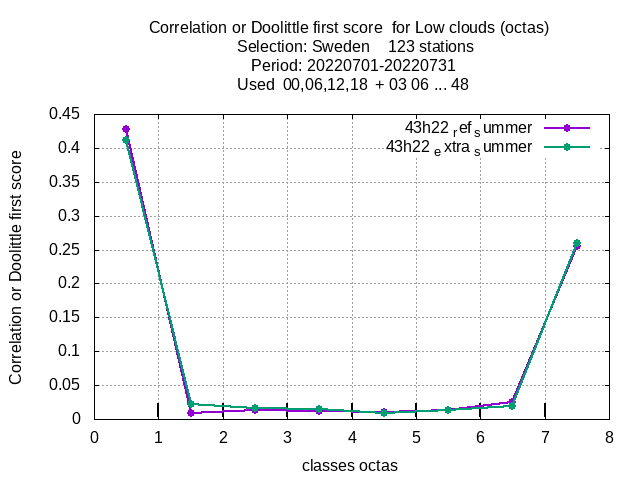 Correlation or Doolittle first score  for Low clouds (octas)
Selection: Sweden    123 stations
Period: 20220701-20220731
Used  00,06,12,18  + 03 06 ... 48
43h22 ref summer
43h22 extra summer
Correlation or Doolittle first score
0.45
0.4
0.35
0.3
0.25
0.2
0.15
0.1
0.05
0
0 1 2 3 4 5 6 7 8
classes octas